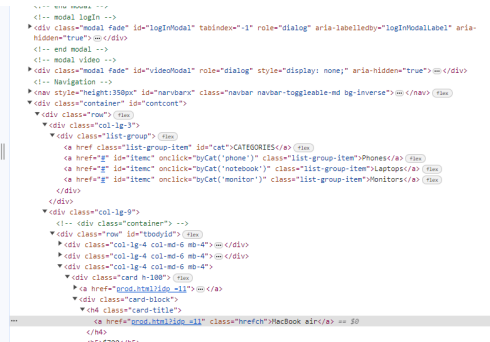 <!-- modal logIn -->
<div class="modal fade" id="logInModal" tabindex="-1" role="dialog" aria-labelledby="logInModalLabel" aria-
hidden="true"> ⋯ </div>
<!-- end modal -->
<!-- modal video -->
<div class="modal fade" id="videoModal" role="dialog" style="display: none;" aria-hidden="true"> ⋯ </div>
<!-- Navigation -->
<nav style="height:350px" id="narvbarx" class="navbar navbar-toggleable-md bg-inverse"> ⋯ </nav> flex
<div class="container" id="contcont">
<div class="row"> flex
<div class="col-lg-3">
<div class="list-group"> flex
<a href class="list-group-item" id="cat">CATEGORIES</a> flex
<a href="#" id="itemc" onclick="byCat('phone')" class="list-group-item">Phones</a> flex
<a href="#" id="itemc" onclick="byCat('notebook')" class="list-group-item">Laptops</a> flex
<a href="#" id="itemc" onclick="byCat('monitor')" class="list-group-item">Monitors</a> flex
</div>
</div>
<div class="col-lg-9">
<!-- <div class="container"> -->
<div class="row" id="tbodyid"> flex
<div class="col-lg-4 col-md-6 mb-4"> ⋯ </div>
<div class="col-lg-4 col-md-6 mb-4"> ⋯ </div>
<div class="col-lg-4 col-md-6 mb-4">
<div class="card h-100"> flex
<a href="prod.html?idp_=11"> ⋯ </a>
<div class="card-block">
<h4 class="card-title">
<a href="prod.html?idp_=11" class="hrefch">MacBook air</a> == $0
</h4>